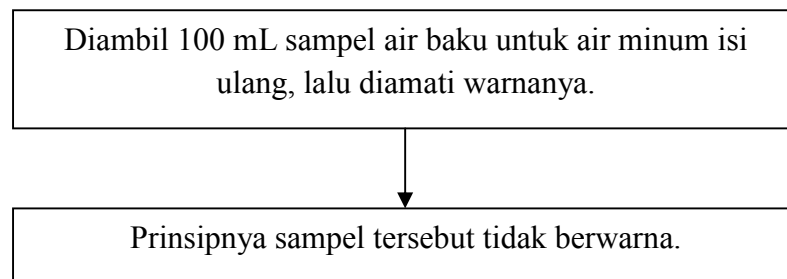 Diambil 100 mL sampel air baku untuk air minum isi
ulang, lalu diamati warnanya.
Prinsipnya sampel tersebut tidak berwarna.